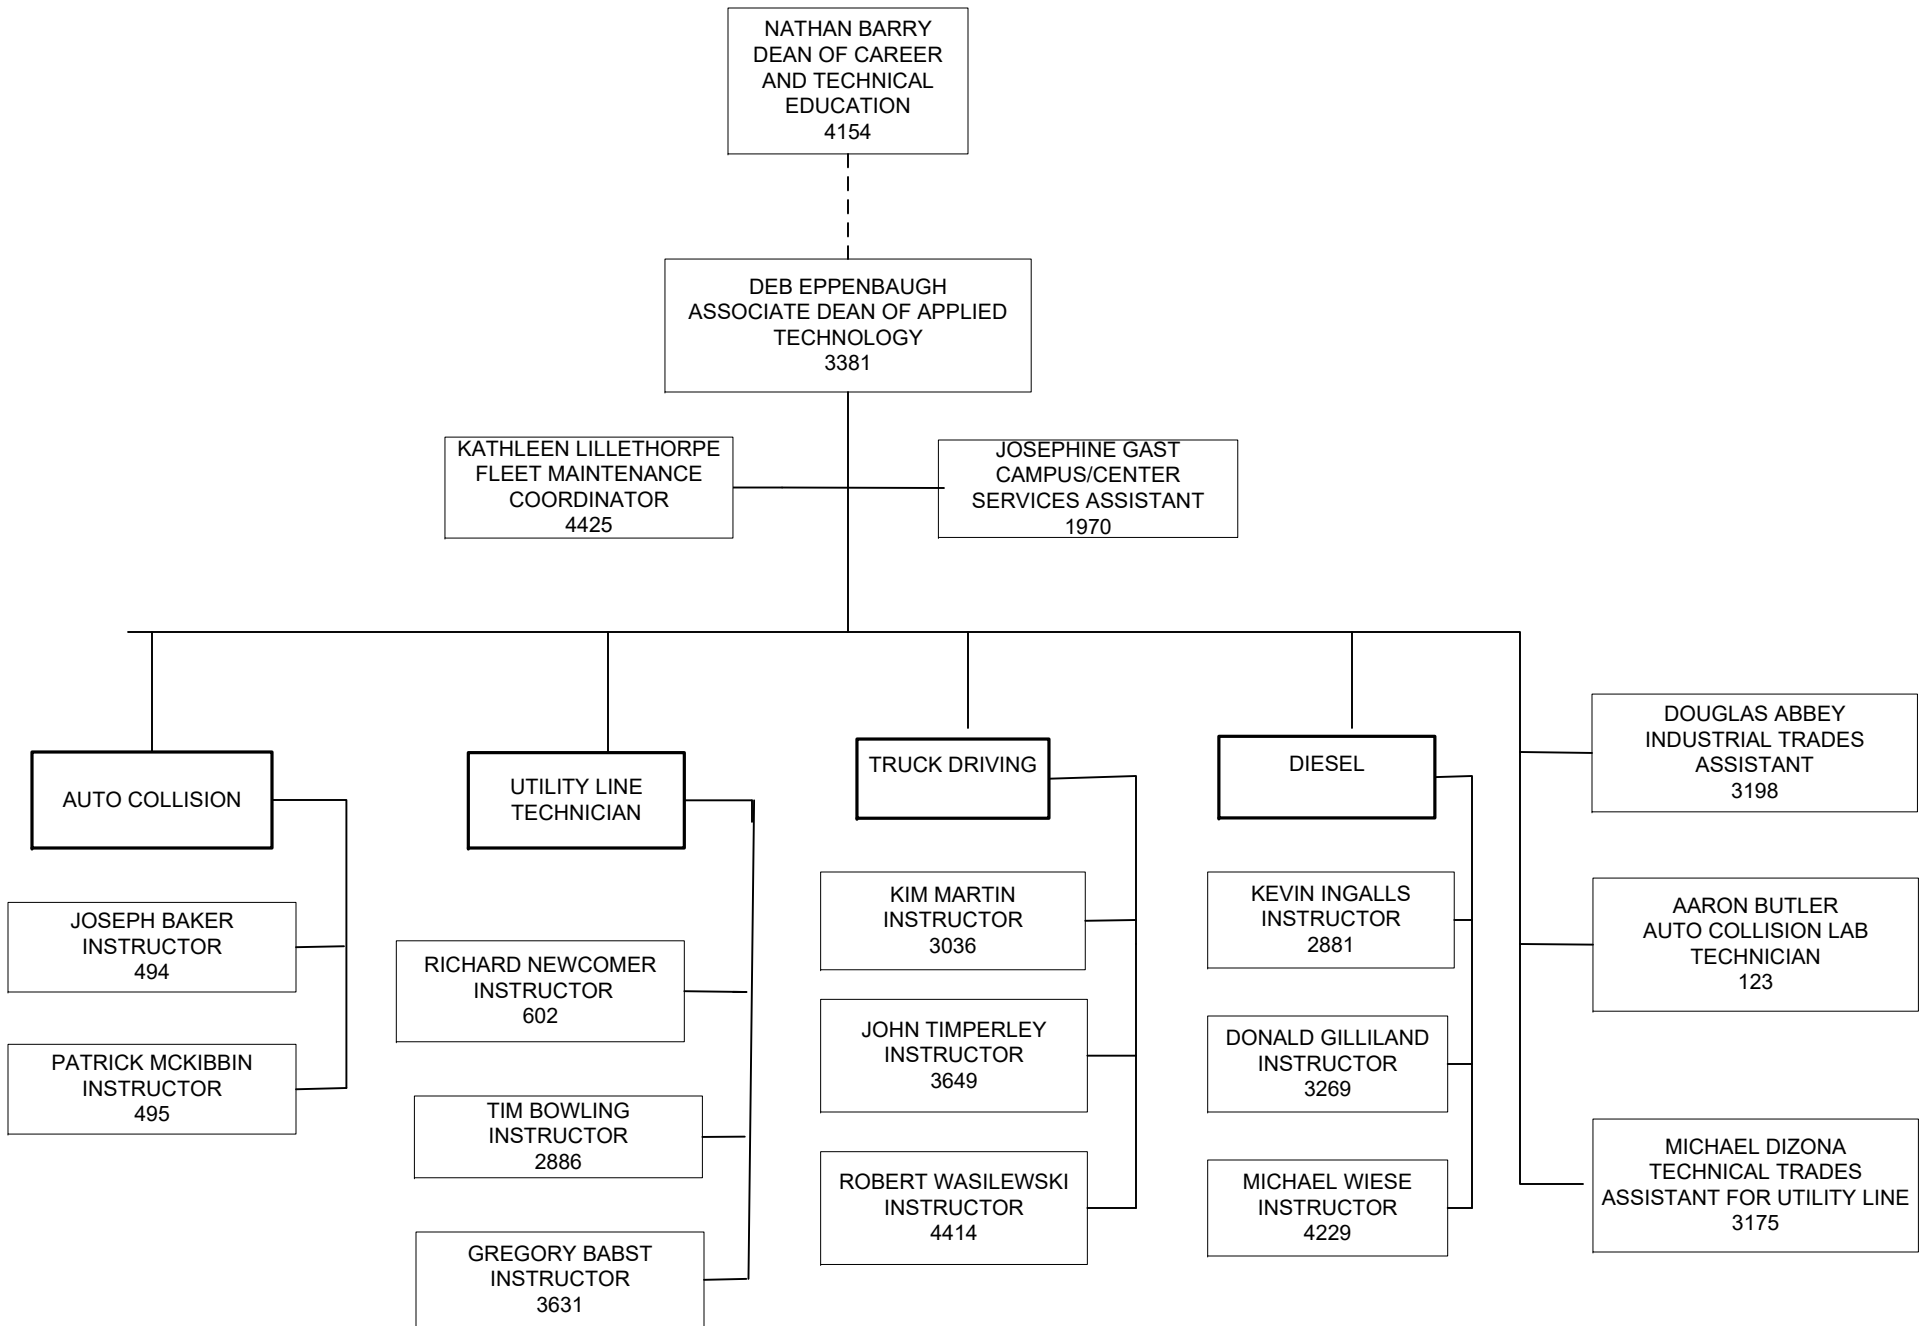 NATHAN BARRY
DEAN OF CAREER
AND TECHNICAL
EDUCATION
4154
DEB EPPENBAUGH
ASSOCIATE DEAN OF APPLIED
TECHNOLOGY
3381
KATHLEEN LILLETHORPE
FLEET MAINTENANCE
COORDINATOR
4425
JOSEPHINE GAST
CAMPUS/CENTER
SERVICES ASSISTANT
1970
AUTO COLLISION
JOSEPH BAKER
INSTRUCTOR
494
PATRICK MCKIBBIN
INSTRUCTOR
495
UTILITY LINE
TECHNICIAN
RICHARD NEWCOMER
INSTRUCTOR
602
TIM BOWLING
INSTRUCTOR
2886
GREGORY BABST
INSTRUCTOR
3631
TRUCK DRIVING
KIM MARTIN
INSTRUCTOR
3036
JOHN TIMPERLEY
INSTRUCTOR
3649
ROBERT WASILEWSKI
INSTRUCTOR
4414
DIESEL
KEVIN INGALLS
INSTRUCTOR
2881
DONALD GILLILAND
INSTRUCTOR
3269
MICHAEL WIESE
INSTRUCTOR
4229
DOUGLAS ABBEY
INDUSTRIAL TRADES
ASSISTANT
3198
AARON BUTLER
AUTO COLLISION LAB
TECHNICIAN
123
MICHAEL DIZONA
TECHNICAL TRADES
ASSISTANT FOR UTILITY LINE
3175